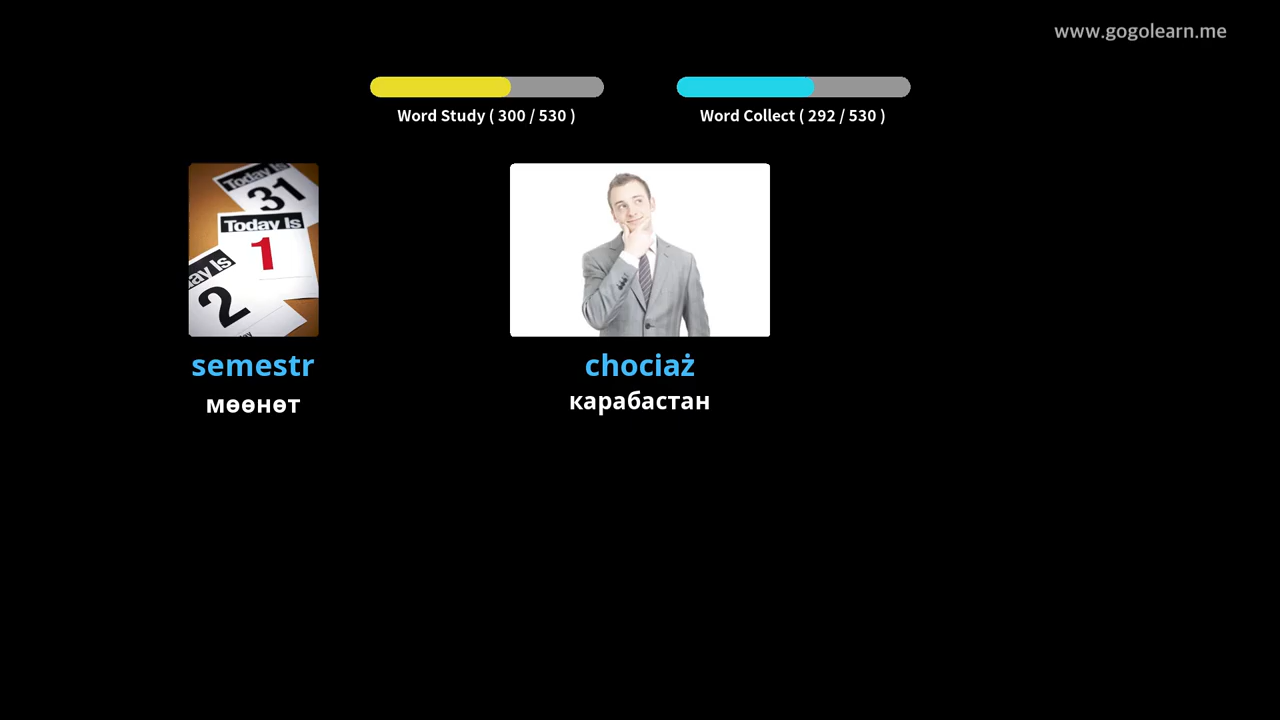 www.gogolearn.me
Word Study ( 300 / 530 )
Word Collect ( 292 / 530 )
Today Is
31
Today Is
1
ay Is
2
semestr
мөөнөт
chociaż
карабастан